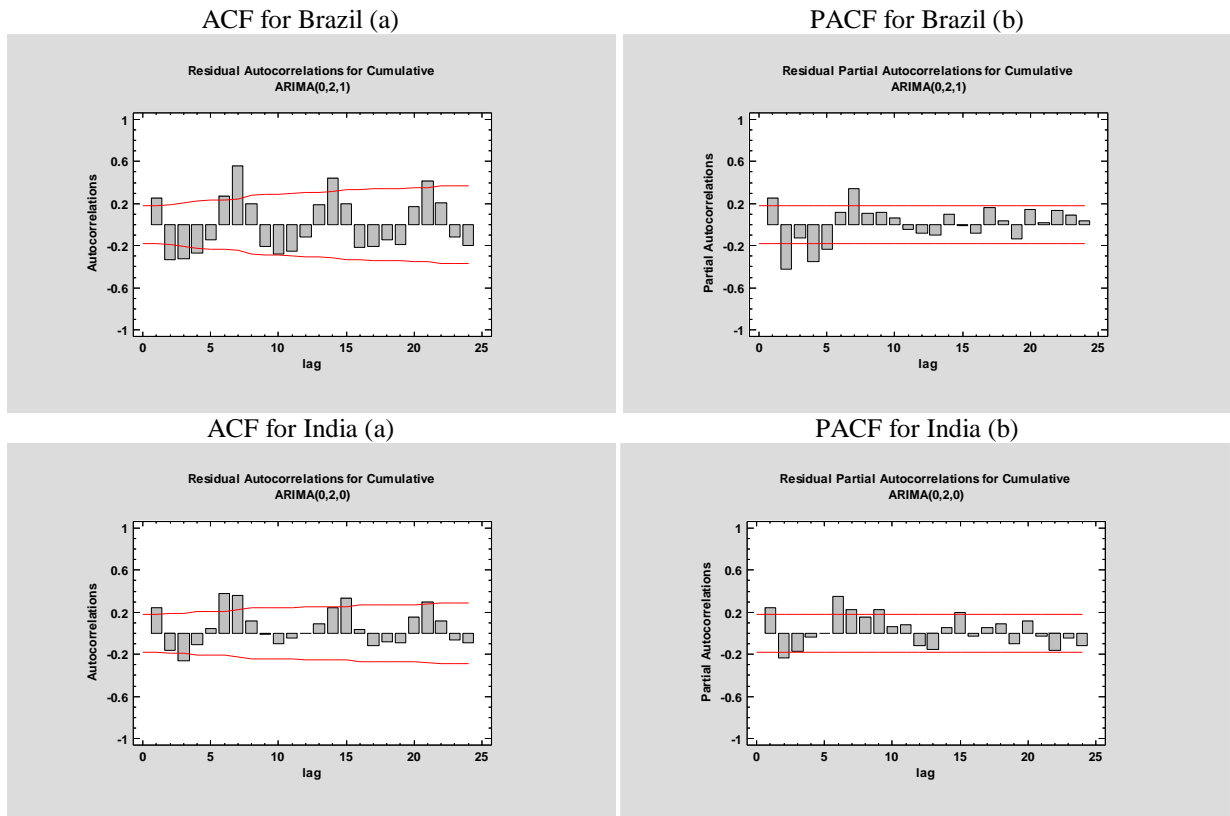 ACF for Brazil (a)
PACF for Brazil (b)
Residual Autocorrelations for Cumulative
ARIMA(0,2,1)
Autocorrelations
1
0.6
0.2
-0.2
-0.6
-1
0 5 10 15 20 25
lag
Residual Partial Autocorrelations for Cumulative
ARIMA(0,2,1)
Partial Autocorrelations
1
0.6
0.2
-0.2
-0.6
-1
0 5 10 15 20 25
lag
ACF for India (a)
PACF for India (b)
Residual Autocorrelations for Cumulative
ARIMA(0,2,0)
Autocorrelations
1
0.6
0.2
-0.2
-0.6
-1
0 5 10 15 20 25
lag
Residual Partial Autocorrelations for Cumulative
ARIMA(0,2,0)
Partial Autocorrelations
1
0.6
0.2
-0.2
-0.6
-1
0 5 10 15 20 25
lag